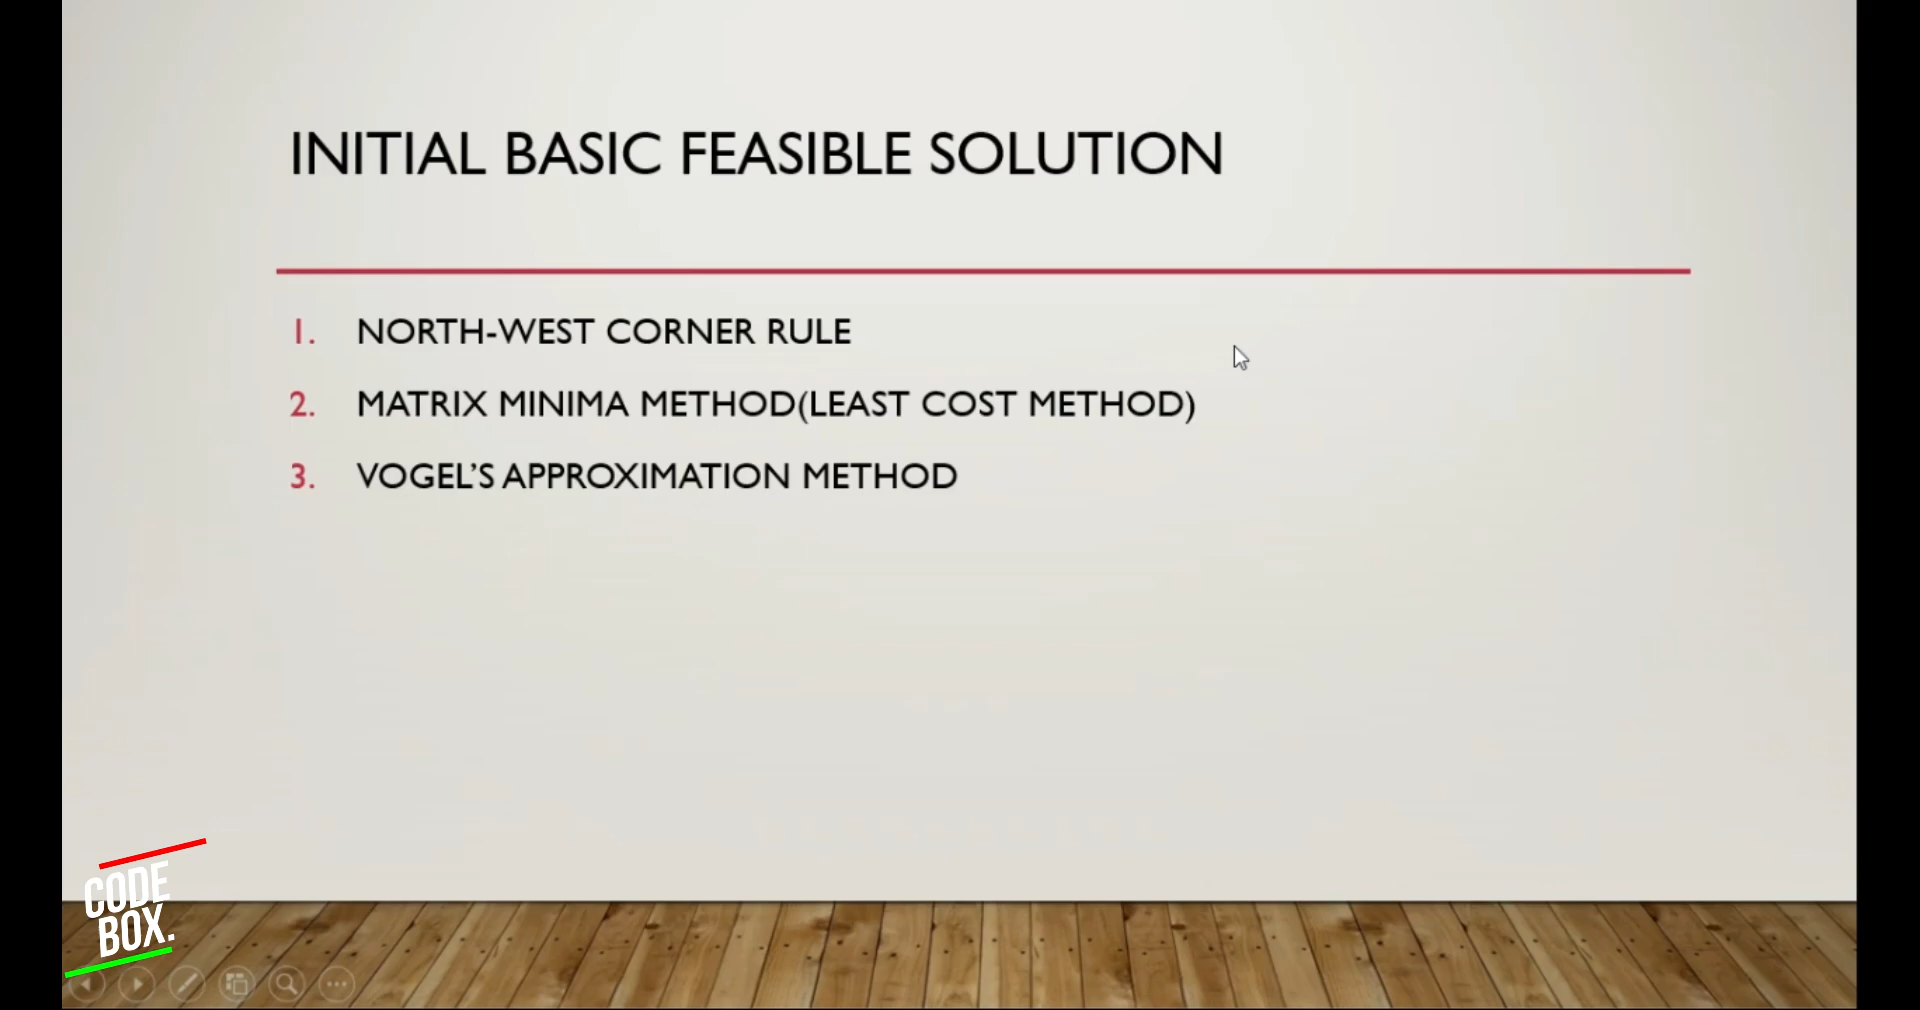 INITIAL BASIC FEASIBLE SOLUTION
1. NORTH-WEST CORNER RULE
2. MATRIX MINIMA METHOD(LEAST COST METHOD)
3. VOGEL’S APPROXIMATION METHOD
CODE
BOX.